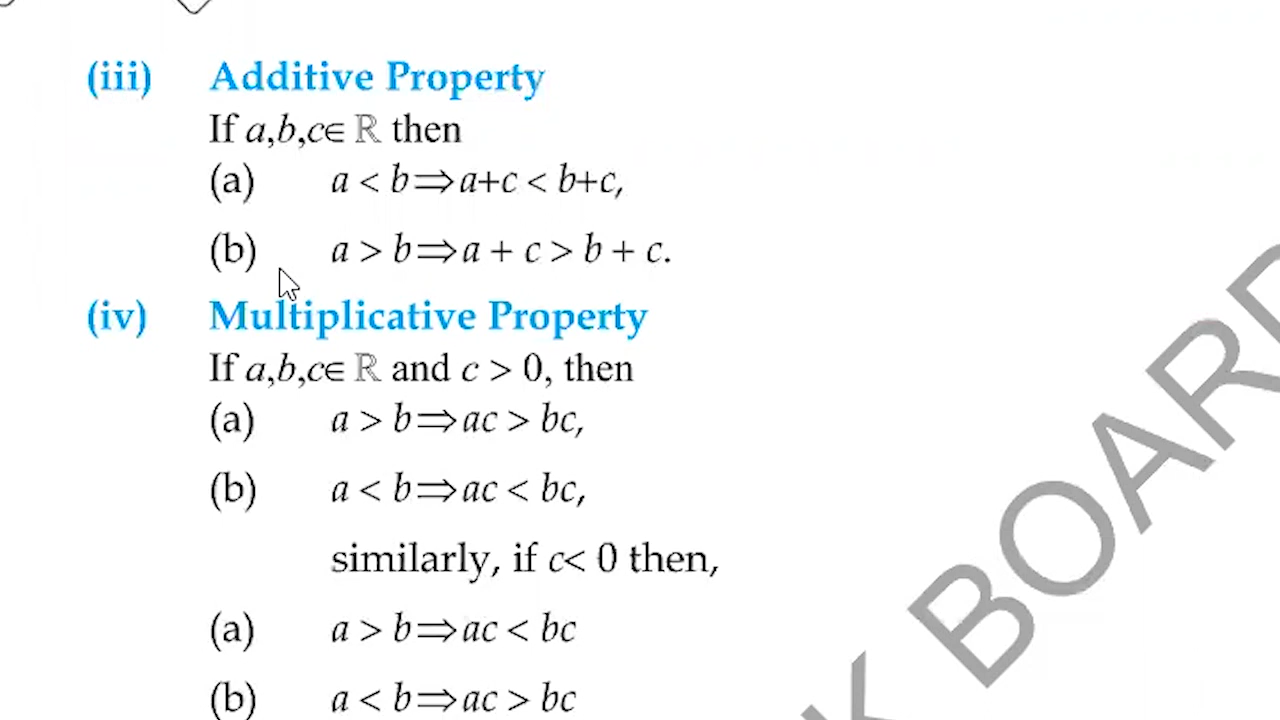 (iii) Additive Property
If a,b,c∈ ℝ then
(a) a < b⟹a+c < b+c,
(b) a > b⟹a + c > b + c.
(iv) Multiplicative Property
If a,b,c∈ ℝ and c > 0, then
(a) a > b⟹ac > bc,
(b) a < b⟹ac < bc,
similarly, if c< 0 then,
(a) a > b⟹ac < bc
(b) a < b⟹ac > bc
K BOARD